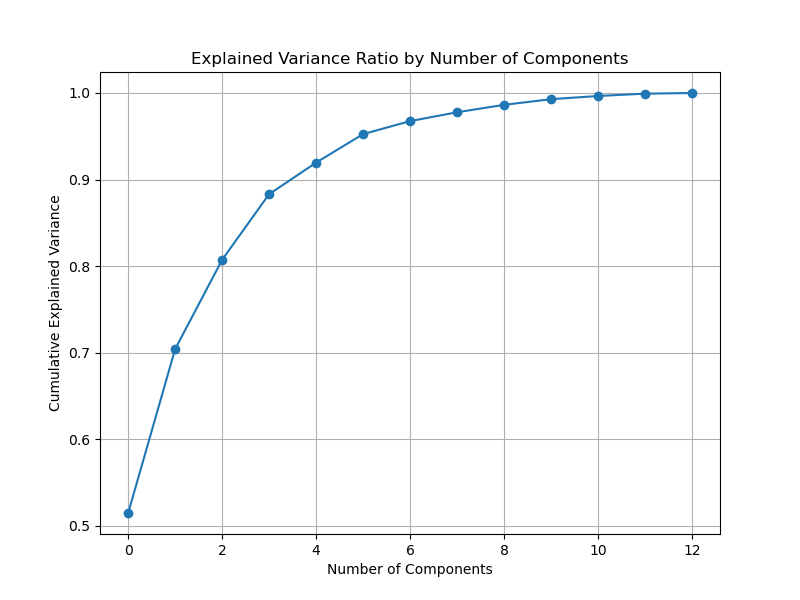 Explained Variance Ratio by Number of Components
1.0
0.9
0.8
0.7
0.6
0.5
Cumulative Explained Variance
0 2 4 6 8 10 12
Number of Components